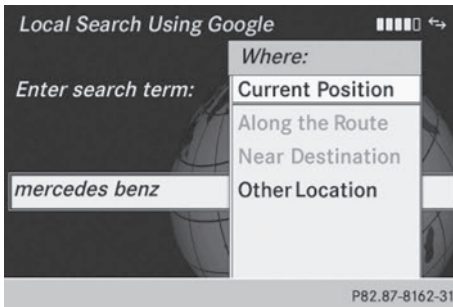 Local Search Using Google
Where:
Enter search term:
Current Position
Along the Route
Near Destination
mercedes benz
Other Location
P82.87-8162-31